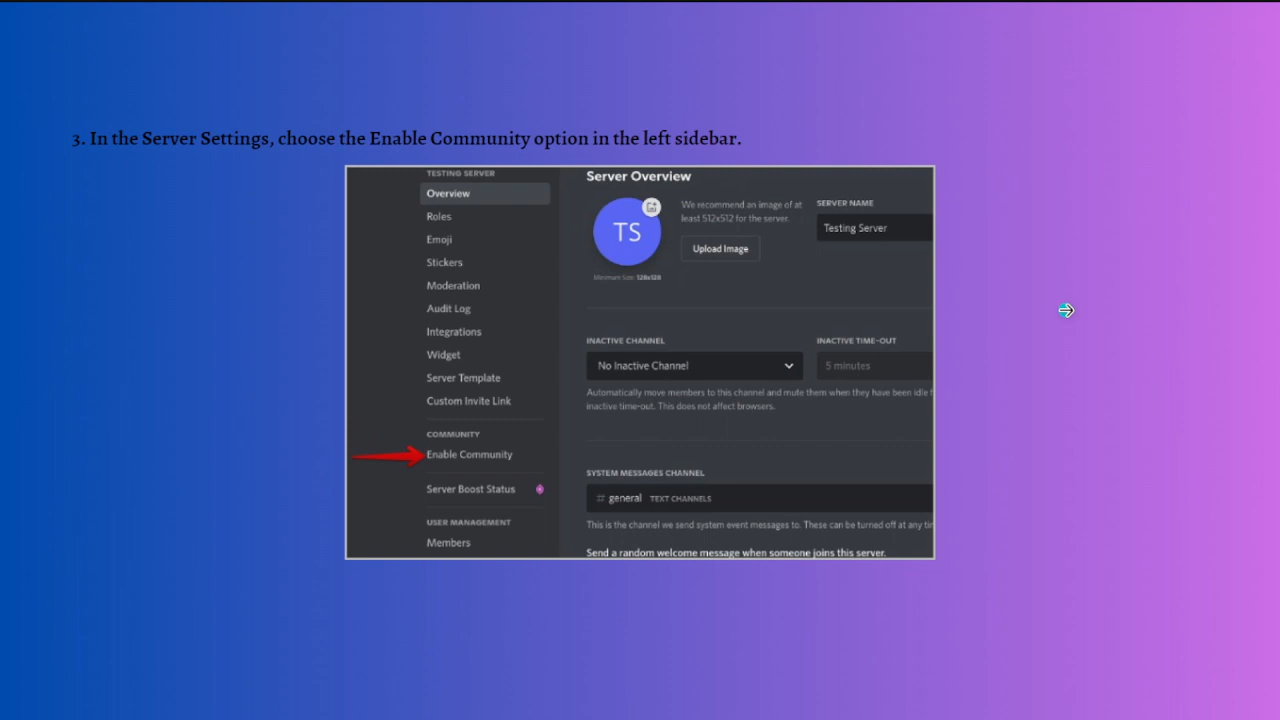 3. In the Server Settings, choose the Enable Community option in the left sidebar.
TESTING SERVER
Overview
Roles
Emoji
Stickers
Moderation
Audit Log
Integrations
Widget
Server Template
Custom Invite Link
COMMUNITY
Enable Community
Server Boost Status
USER MANAGEMENT
Members
Server Overview
TS
We recommend an image of at
least 512x512 for the server.
Upload Image
Minimum Size: 128x128
SERVER NAME
Testing Server
INACTIVE CHANNEL
No Inactive Channel
INACTIVE TIME-OUT
5 minutes
Automatically move members to this channel and mute them when they have been idle f
inactive time-out. This does not affect browsers.
SYSTEM MESSAGES CHANNEL
# general TEXT CHANNELS
This is the channel we send system event messages to. These can be turned off at any tin
Send a random welcome message when someone joins this server.